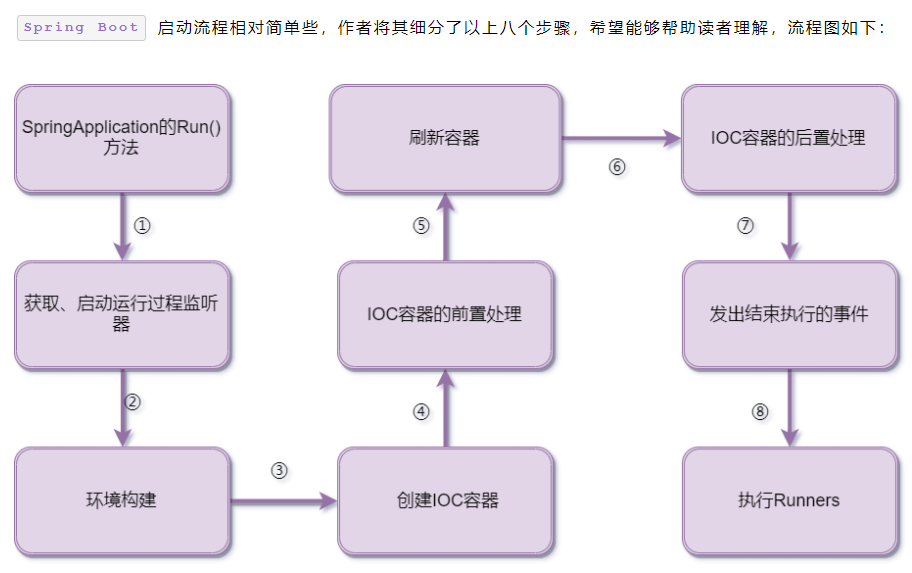 Spring Boot 启动流程相对简单些，作者将其细分了以上八个步骤，希望能够帮助读者理解，流程图如下：
SpringApplication的Run()
方法
①
获取、启动运行过程监听
器
②
环境构建
③
创建IOC容器
④
IOC容器的前置处理
⑤
刷新容器
⑥
IOC容器的后置处理
⑦
发出结束执行的事件
⑧
执行Runners